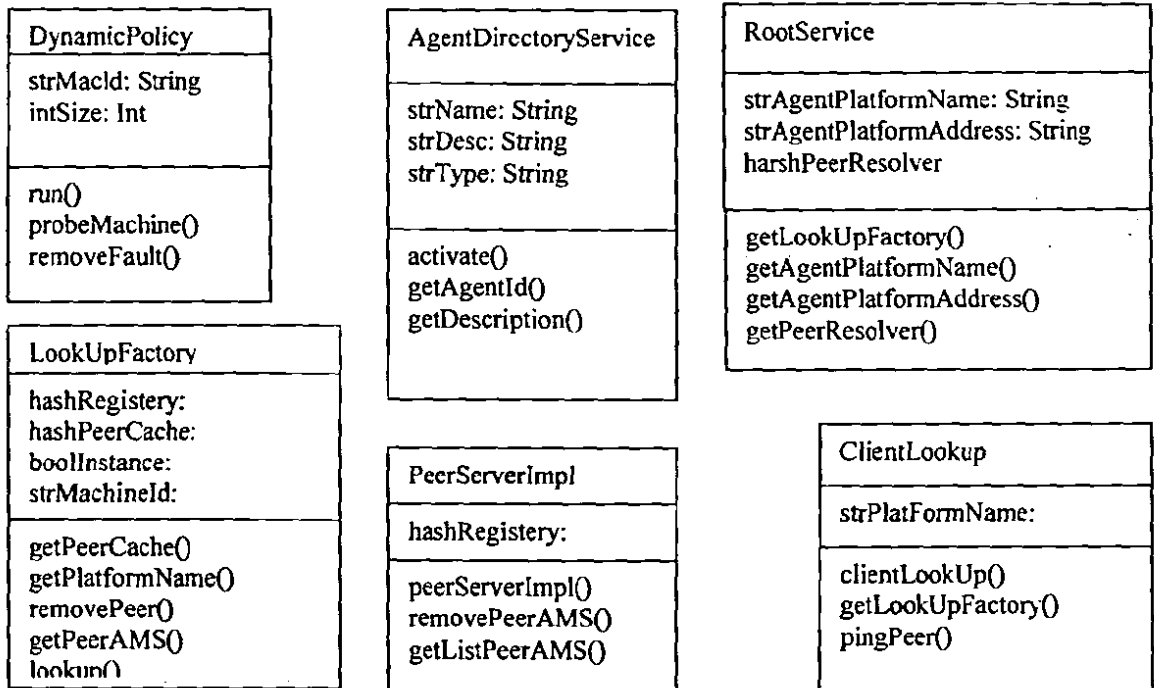 DynamicPolicy
strMacId: String
intSize: Int
run()
probeMachine()
removeFault()
AgentDirectoryService
strName: String
strDesc: String
strType: String
activate()
getAgentId()
getDescription()
RootService
strAgentPlatformName: String
strAgentPlatformAddress: String
harshPeerResolver
getLookUpFactory()
getAgentPlatformName()
getAgentPlatformAddress()
getPeerResolver()
LookUpFactory
hashRegistery:
hashPeerCache:
boolInstance:
strMachineId:
getPeerCache()
getPlatformName()
removePeer()
getPeerAMS()
lookup()
PeerServerImpl
hashRegistery:
peerServerImpl()
removePeerAMS()
getListPeerAMS()
ClientLookup
strPlatFormName:
clientLookUp()
getLookUpFactory()
pingPeer()